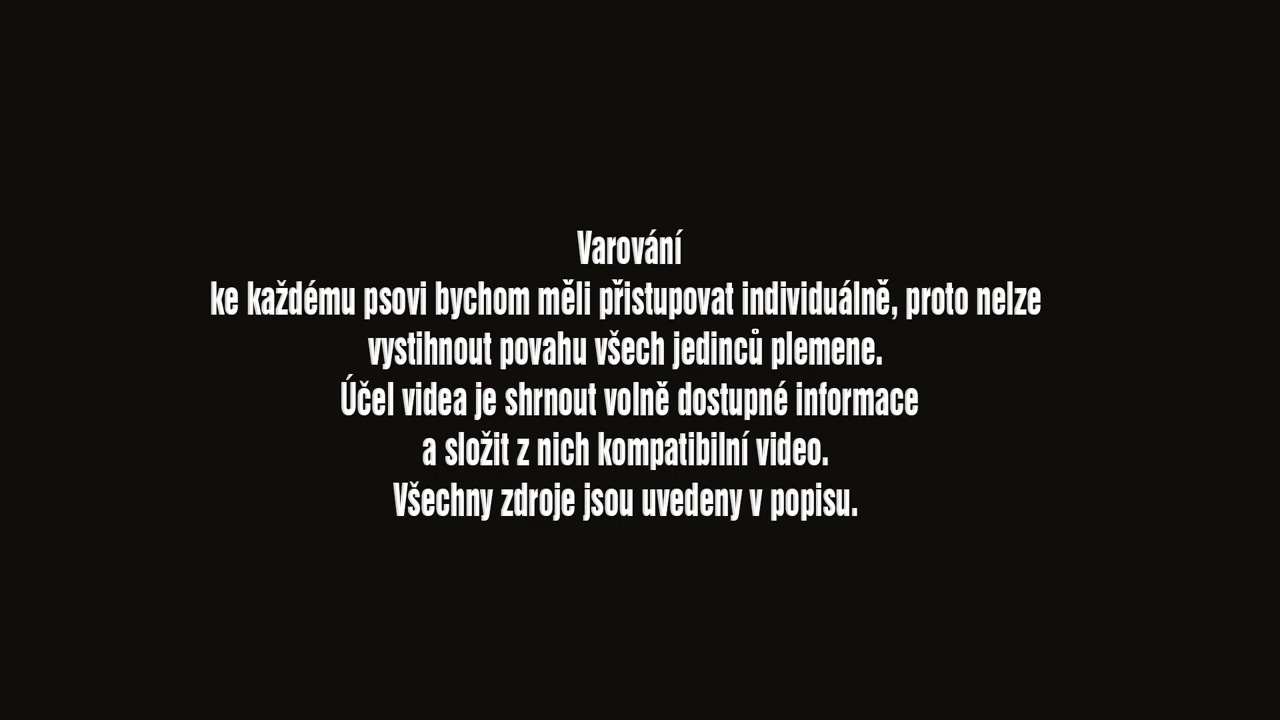 Varování
ke každému psovi bychom měli přistupovat individuálně, proto nelze
vystihnout povahu všech jedinců plemene.
Účel videa je shrnout volně dostupné informace
a složit z nich kompatibilní video.
Všechny zdroje jsou uvedeny v popisu.